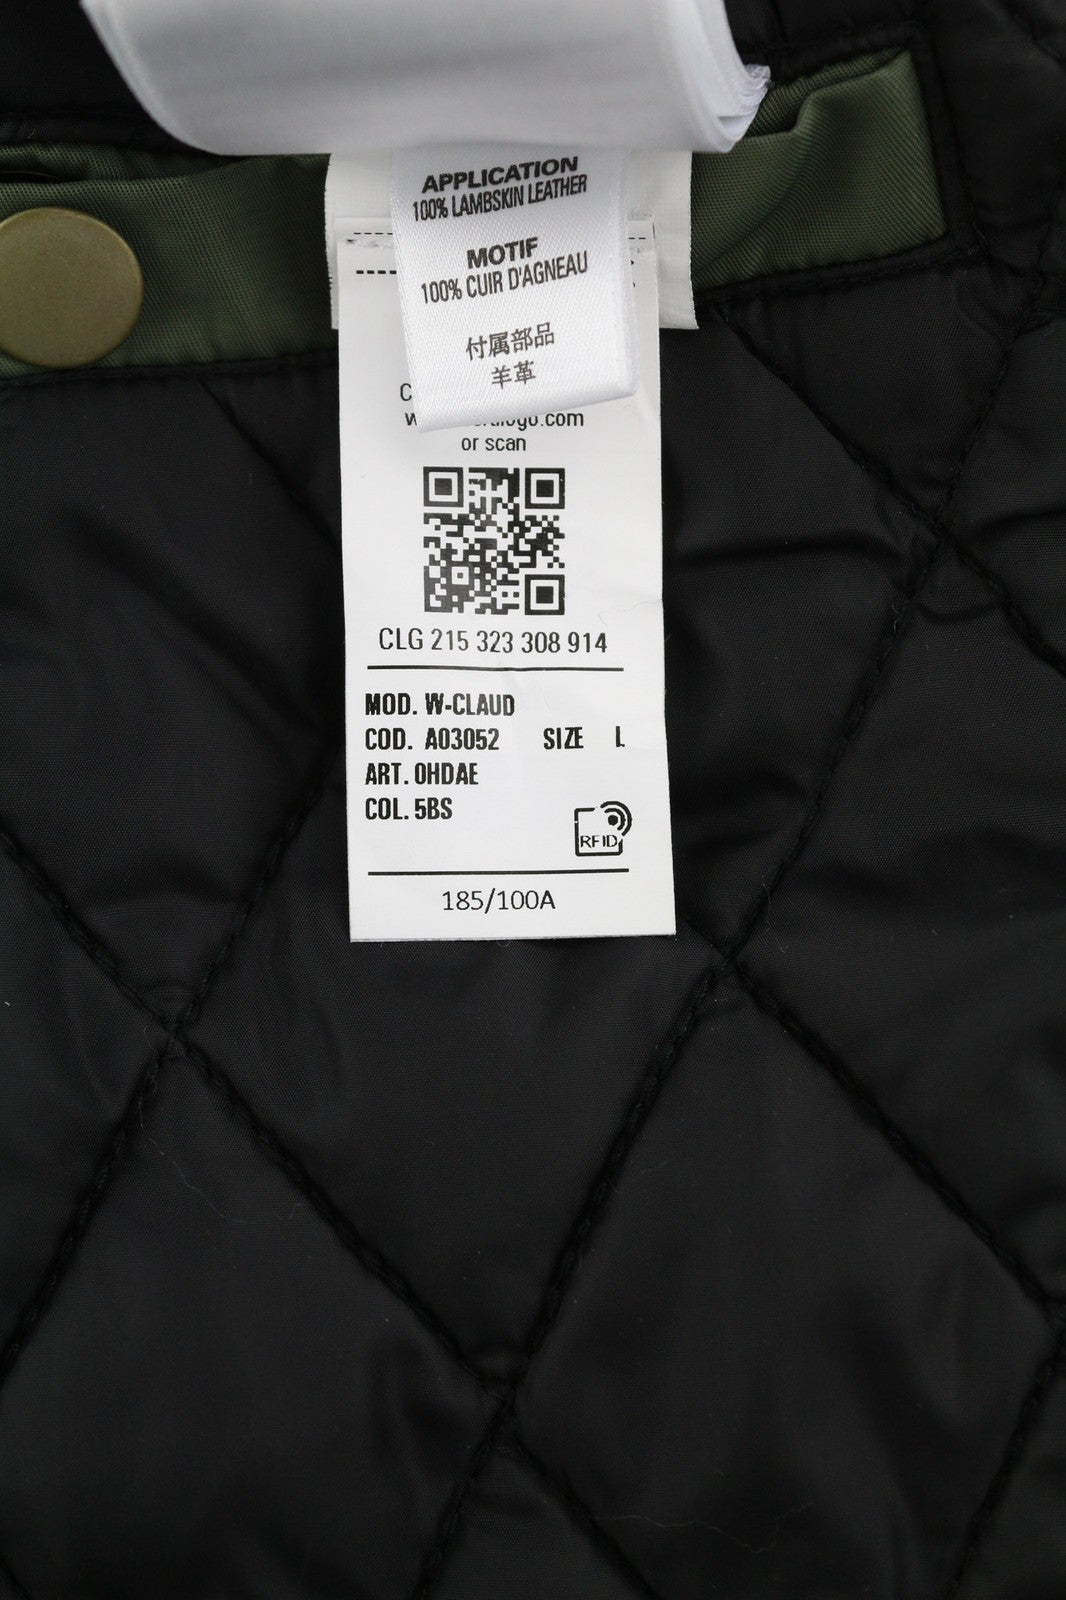 APPLICATION
100% LAMBSKIN LEATHER
MOTIF
100% CUIR D'AGNEAU
付属部品
羊革
or scan
CLG 215 323 308 914
MOD. W-CLAUD
COD. A03052 SIZE L
ART. 0HDAE
COL. 5BS
RFID
185/100A